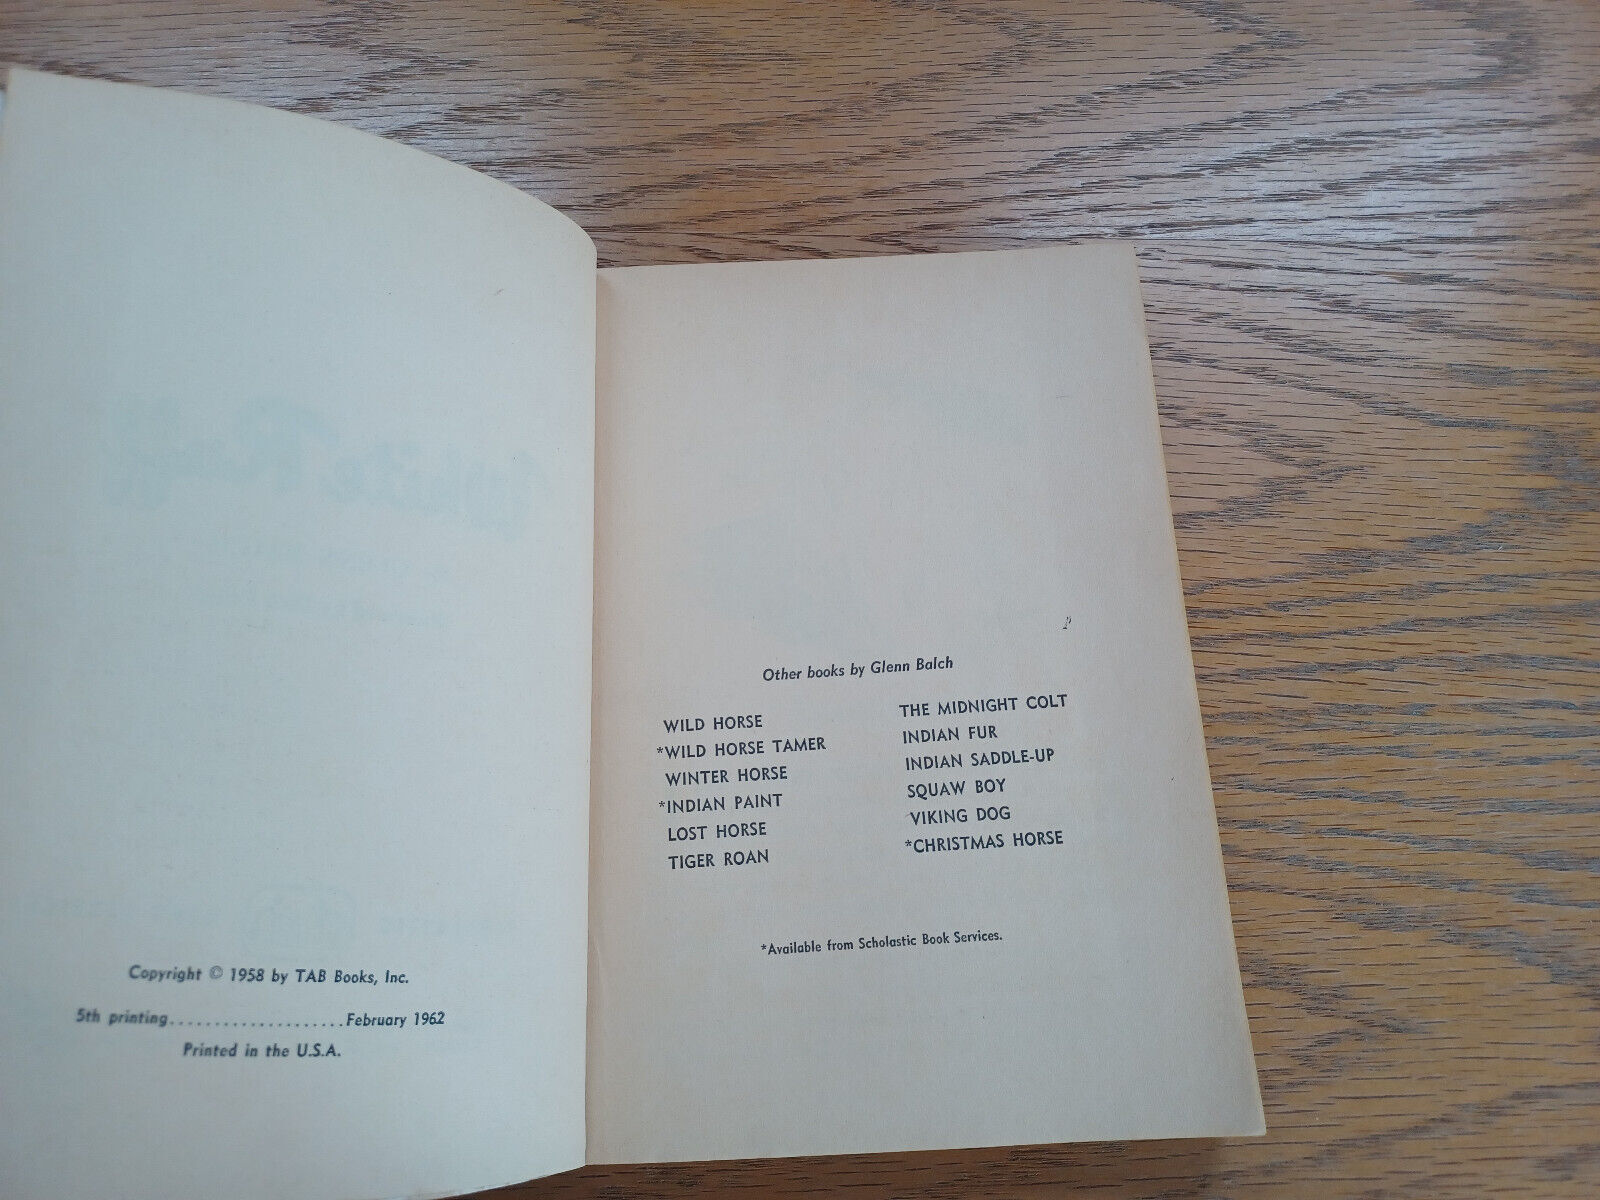 Copyright © 1958 by TAB Books, Inc.
5th printing.....................February 1962
Printed in the U.S.A.
Other books by Glenn Balch
WILD HORSE
*WILD HORSE TAMER
WINTER HORSE
*INDIAN PAINT
LOST HORSE
TIGER ROAN
THE MIDNIGHT COLT
INDIAN FUR
INDIAN SADDLE-UP
SQUAW BOY
VIKING DOG
*CHRISTMAS HORSE
*Available from Scholastic Book Services.